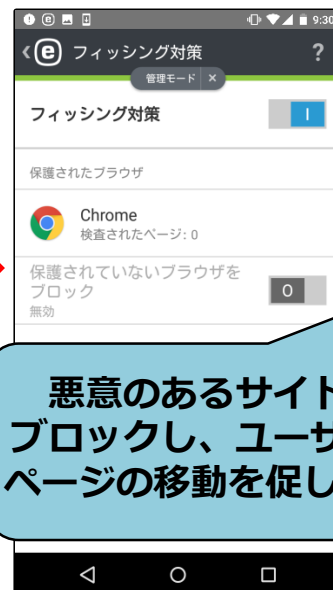 9:30
フィッシング対策 ?
管理モード ×
フィッシング対策
保護されたブラウザ
Chrome
検査されたページ: 0
保護されていないブラウザを
ブロック
無効
悪意のあるサイト
ブロックし、ユーザ
ページの移動を促し